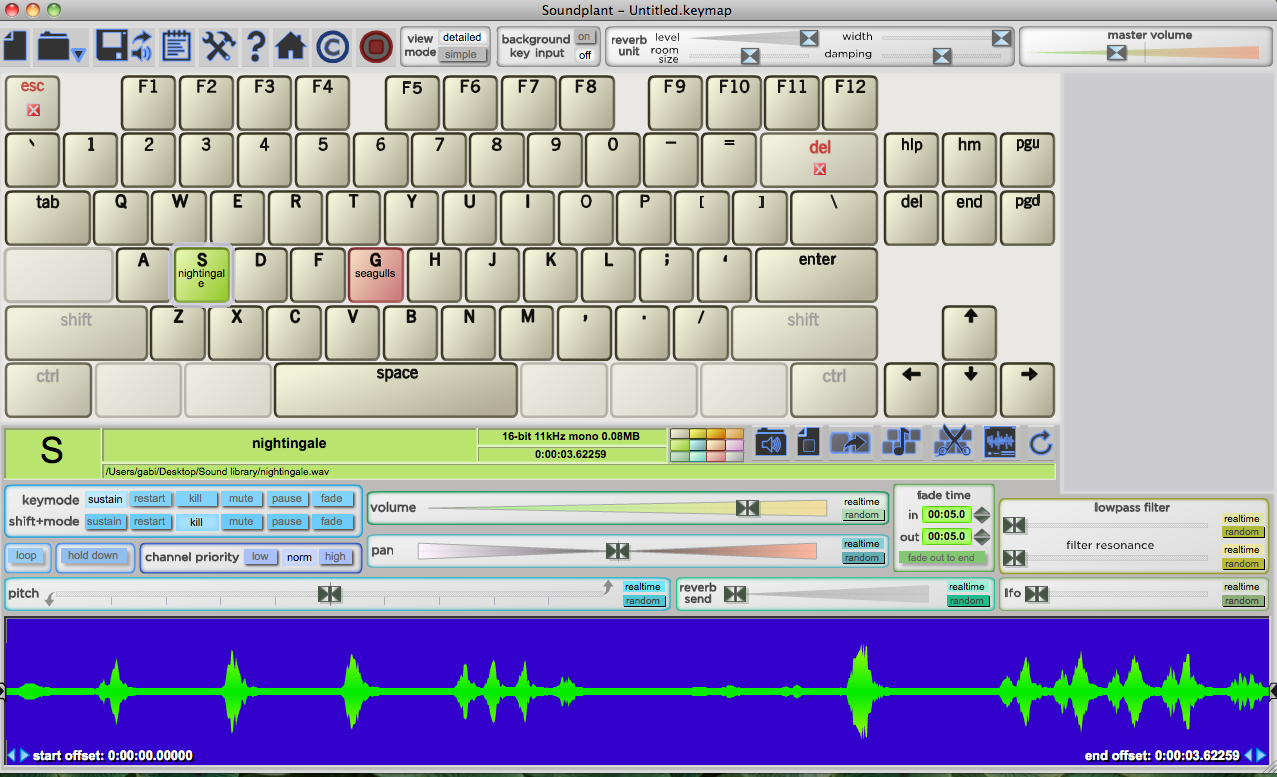 Soundplant – Untitled.keymap
view mode detailed simple
background key input on off
reverb unit level room size width damping
master volume
esc F1 F2 F3 F4 F5 F6 F7 F8 F9 F10 F11 F12
` 1 2 3 4 5 6 7 8 9 0 – = del hlp hm pgu
tab Q W E R T Y U I O P [ ] \ del end pgd
A S D F G H J K L ; ‘ enter
nightingal
e
seagulls
shift Z X C V B N M , . / shift
ctrl space ctrl
S
nightingale
16-bit 11kHz mono 0.08MB
0:00:03.62259
/Users/gabi/Desktop/Sound library/nightingale.wav
keymode sustain restart kill mute pause fade
shift+mode sustain restart kill mute pause fade
loop hold down channel priority low norm high
volume realtime random
pan realtime random
fade time
in 00:05.0
out 00:05.0
fade out to end
lowpass filter
realtime
random
filter resonance
realtime
random
pitch realtime random
reverb send realtime random
lfo realtime random
start offset: 0:00:00.00000
end offset: 0:00:03.62259